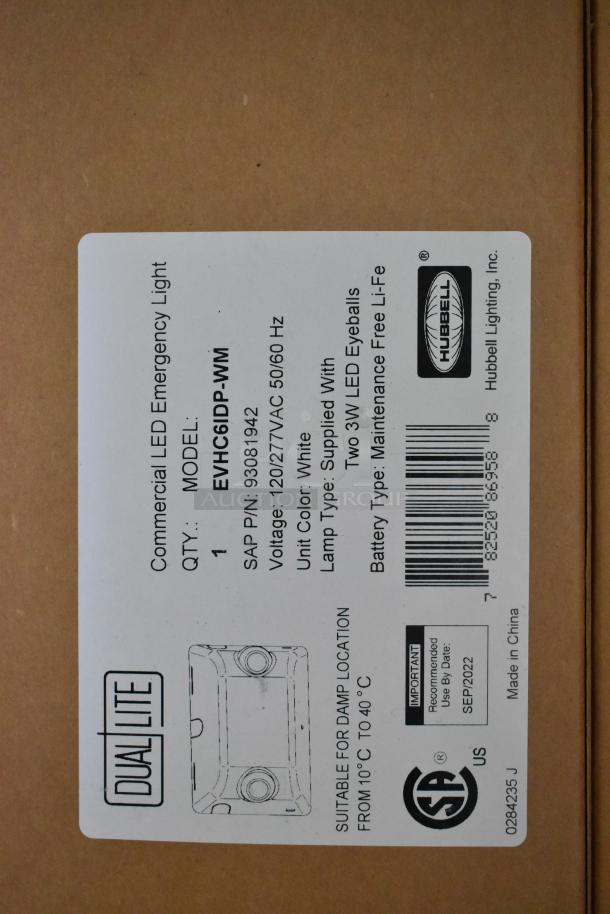 DUAL LITE
Commercial LED Emergency Light
QTY.: MODEL:
1 EVHC6IDP-WM
SAP P/N: 93081942
Voltage: 120/277VAC 50/60 Hz
Unit Color: White
Lamp Type: Supplied With
Two 3W LED Eyeballs
Battery Type: Maintenance Free Li-Fe
SUITABLE FOR DAMP LOCATION
FROM 10°C TO 40°C
IMPORTANT
Recommended
Use By Date:
SEP/2022
7 82520 86958 8
HUBBELL®
Hubbell Lighting, Inc.
SA® US
0284235 J
Made in China
AUCTION GROUP